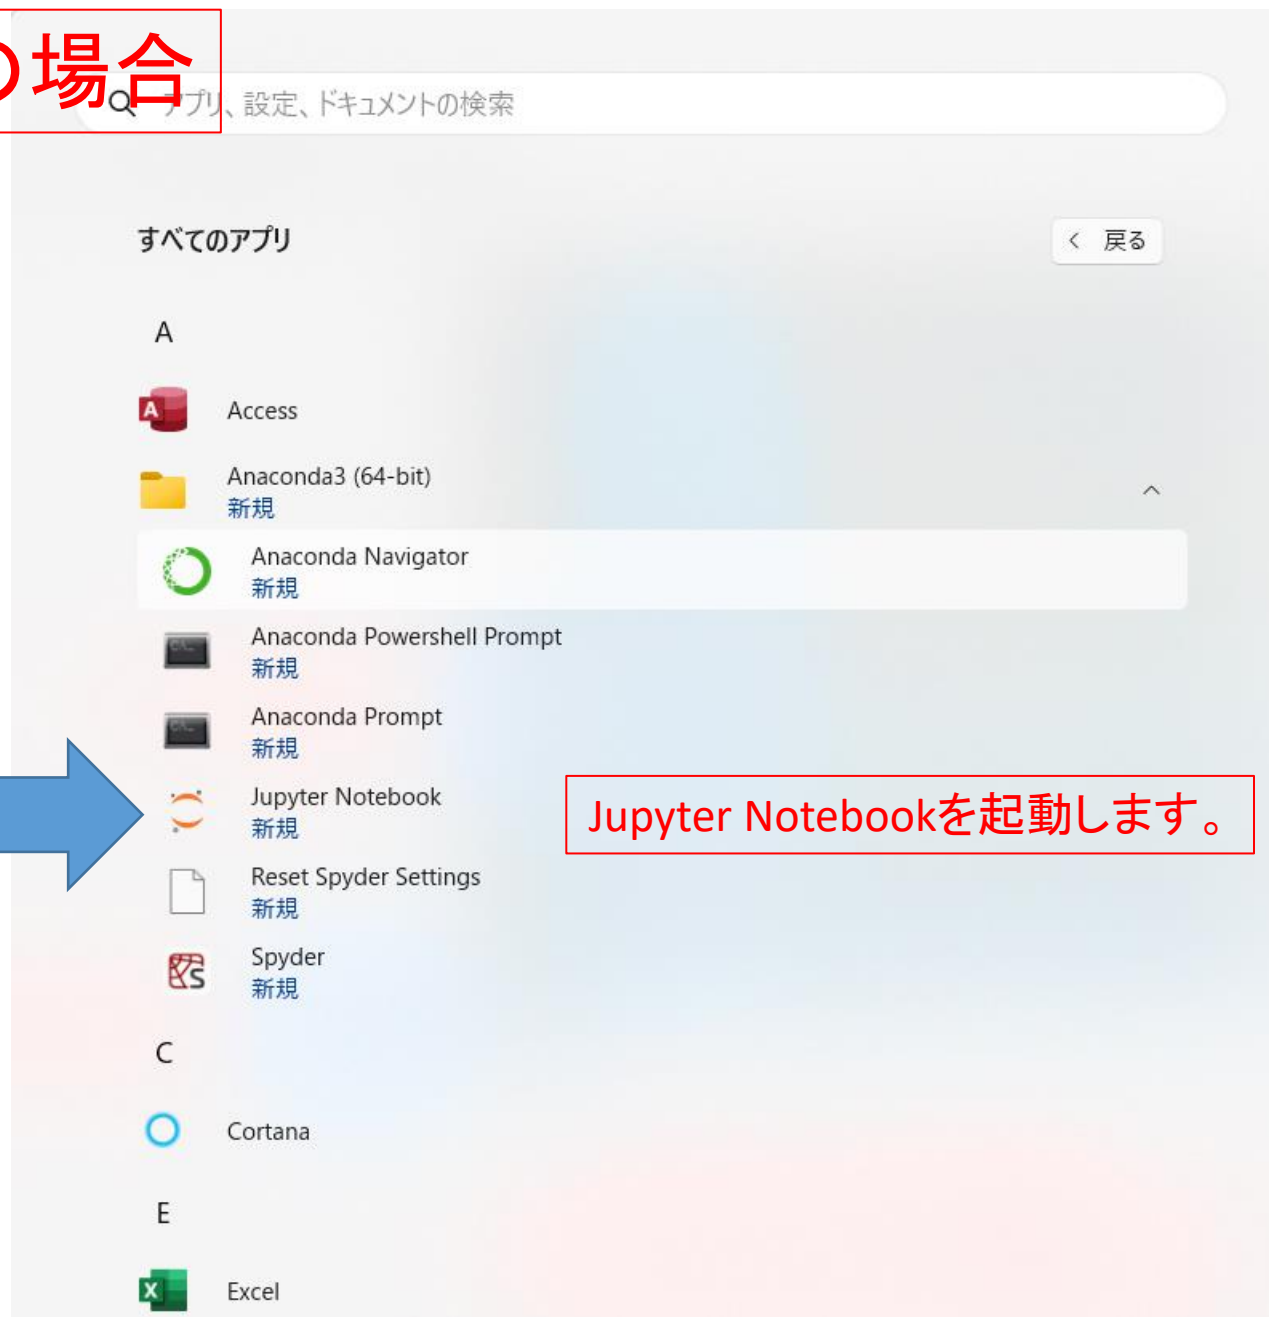 の場合
アプリ、設定、ドキュメントの検索
すべてのアプリ
戻る
A
Access
Anaconda3 (64-bit)
新規
Anaconda Navigator
新規
Anaconda Powershell Prompt
新規
Anaconda Prompt
新規
Jupyter Notebook
新規
Jupyter Notebookを起動します。
Reset Spyder Settings
新規
Spyder
新規
C
Cortana
E
Excel